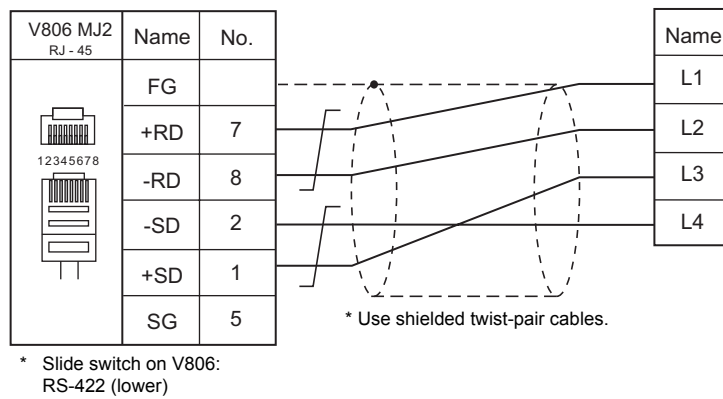 V806 MJ2 Name No.
RJ - 45
FG
+RD 7
-RD 8
-SD 2
+SD 1
SG 5
12345678
Name
L1
L2
L3
L4
* Use shielded twist-pair cables.
* Slide switch on V806:
RS-422 (lower)